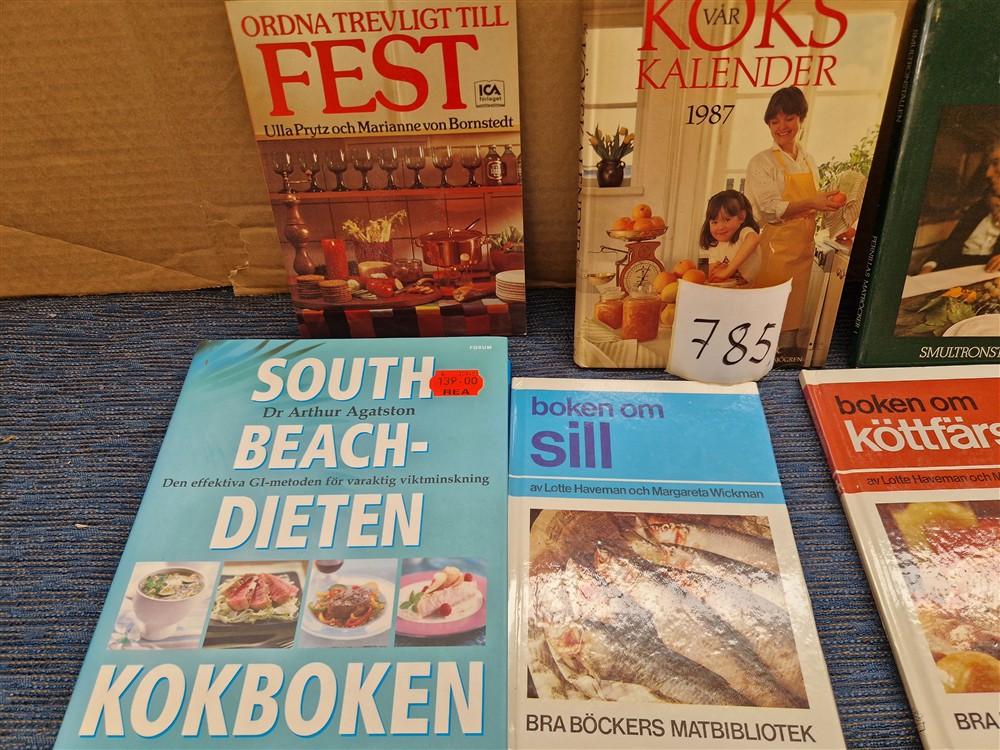 ORDNA TREVLIGT TILL
FEST
ICA
förlaget
Ulla Prytz och Marianne von Bornstedt
VÅR
KÖKS
KALENDER
1987
785
SJÖGREN
SMULTRONST
FORUM
SOUTH
139-00
REA
Dr Arthur Agatston
BEACH-
Den effektiva GI-metoden för varaktig viktminskning
DIETEN
KOKBOKEN
boken om
sill
av Lotte Haveman och Margareta Wickman
BRA BÖCKERS MATBIBLIOTEK
boken om
köttfärs
av Lotte Haveman och M
BRA